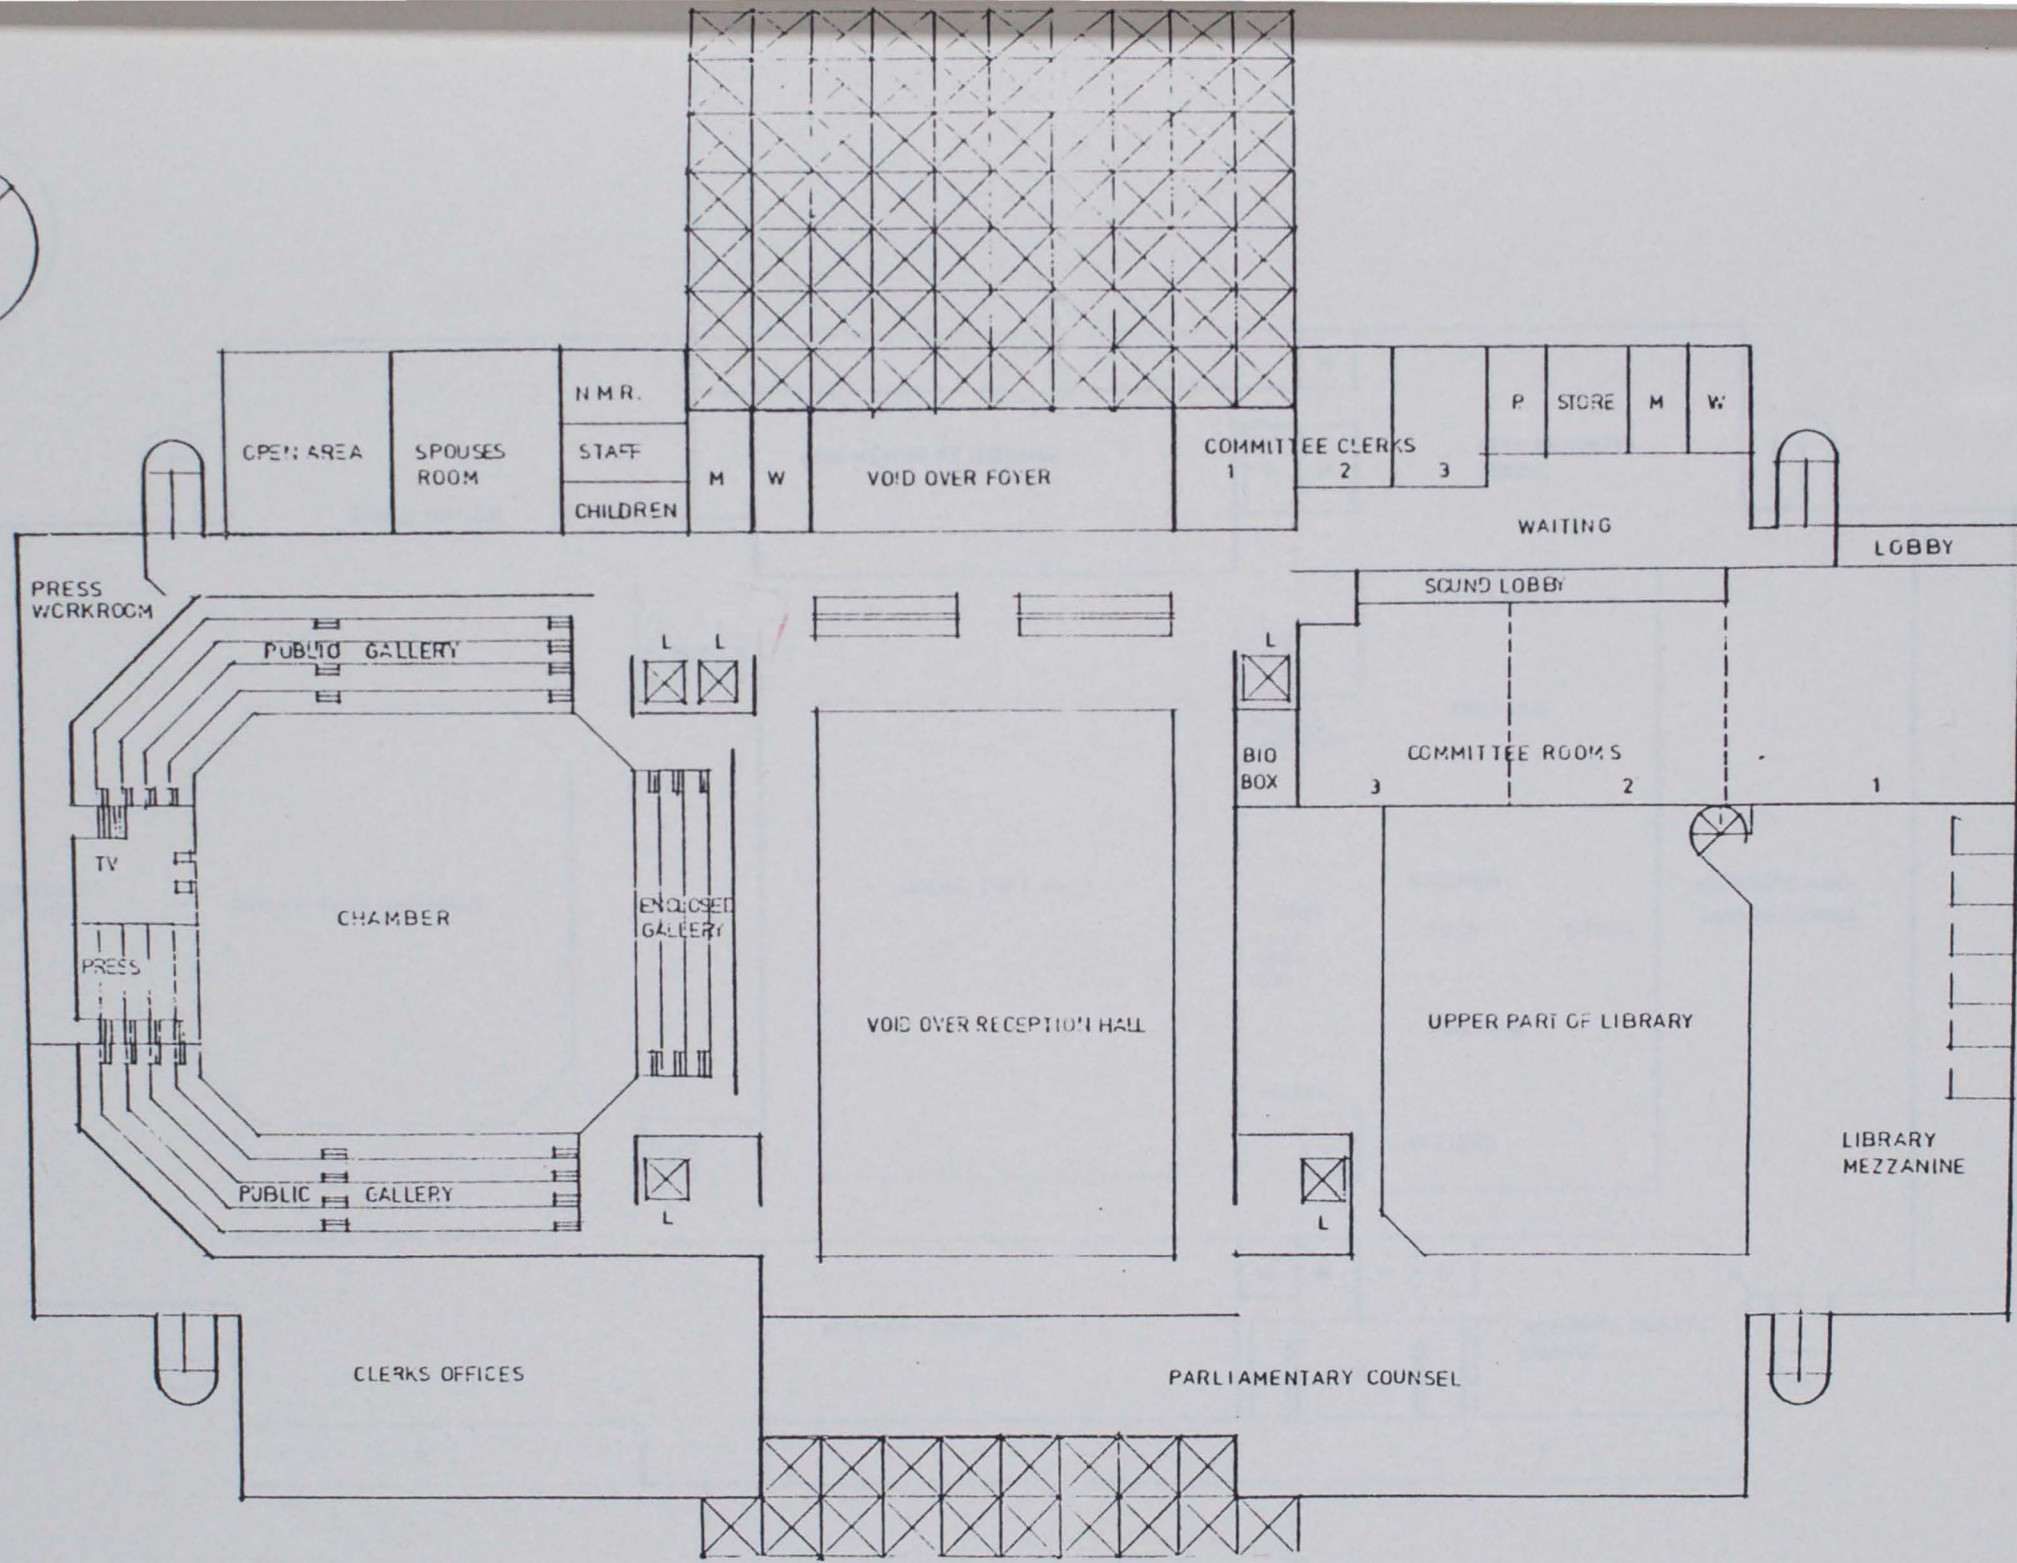 N.M.R.
OPEN AREA
SPOUSES
ROOM
STAFF
CHILDREN
M
W
VOID OVER FOYER
COMMITTEE CLERKS
1
2
3
P.
STORE
M
W.
WAITING
LOBBY
SOUND LOBBY
PRESS
WORKROOM
PUBLIC GALLERY
L
L
L
BIO
BOX
COMMITTEE ROOMS
3
2
1
TV
CHAMBER
ENCLOSED
GALLERY
PRESS
VOID OVER RECEPTION HALL
UPPER PART OF LIBRARY
LIBRARY
MEZZANINE
PUBLIC GALLERY
L
L
CLERKS OFFICES
PARLIAMENTARY COUNSEL